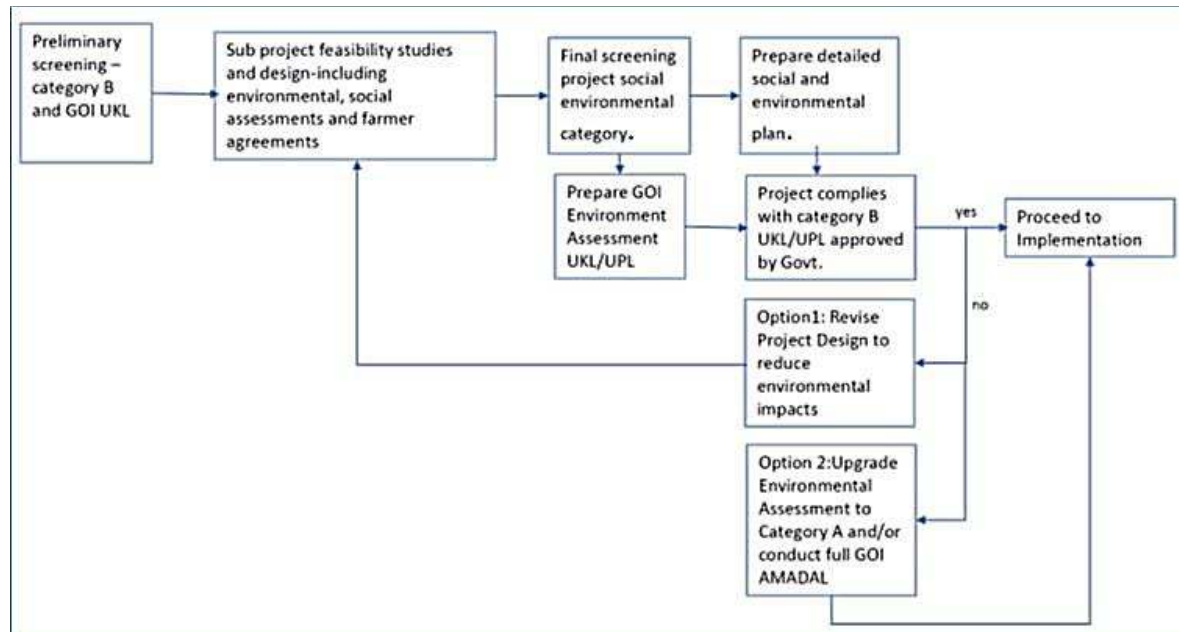 Preliminary
screening –
category B
and GOI UKL
Sub project feasibility studies
and design-including
environmental, social
assessments and farmer
agreements
Final screening
project social
environmental
category.
Prepare detailed
social and
environmental
plan.
Prepare GOI
Environment
Assessment
UKL/UPL
Project complies
with category B
UKL/UPL approved
by Govt.
yes
Proceed to
Implementation
no
Option1: Revise
Project Design to
reduce
environmental
impacts
Option 2:Upgrade
Environmental
Assessment to
Category A and/or
conduct full GOI
AMADAL